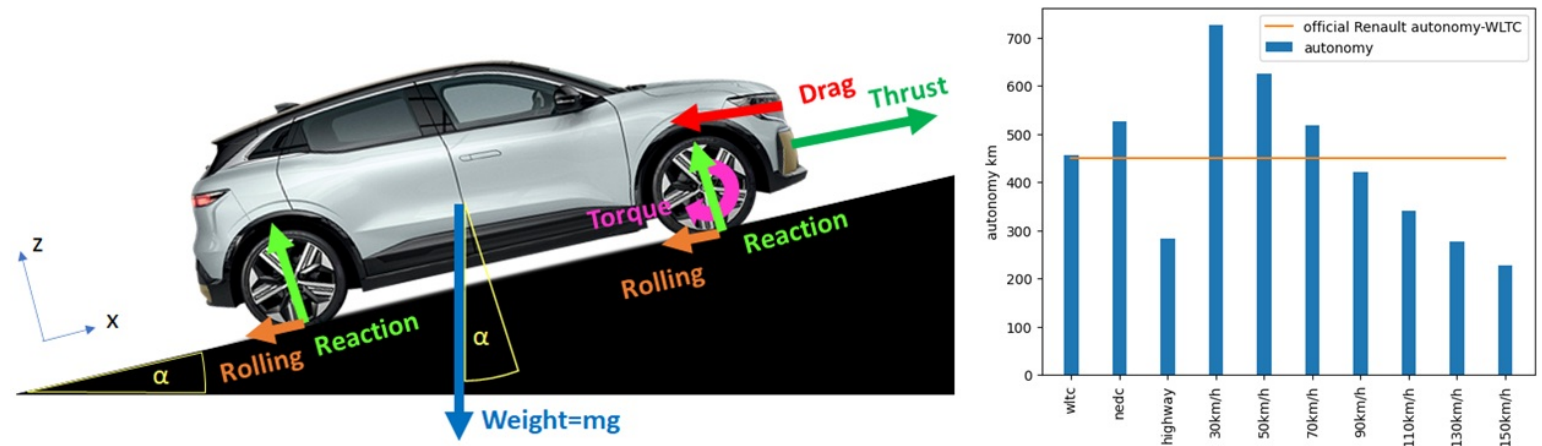 Drag
Thrust
Torque
Reaction
Rolling
z
x
Reaction
Rolling
α
α
Weight=mg
official Renault autonomy-WLTC
autonomy
autonomy km
700
600
500
400
300
200
100
0
wltc
nedc
highway
30km/h
50km/h
70km/h
90km/h
110km/h
130km/h
150km/h